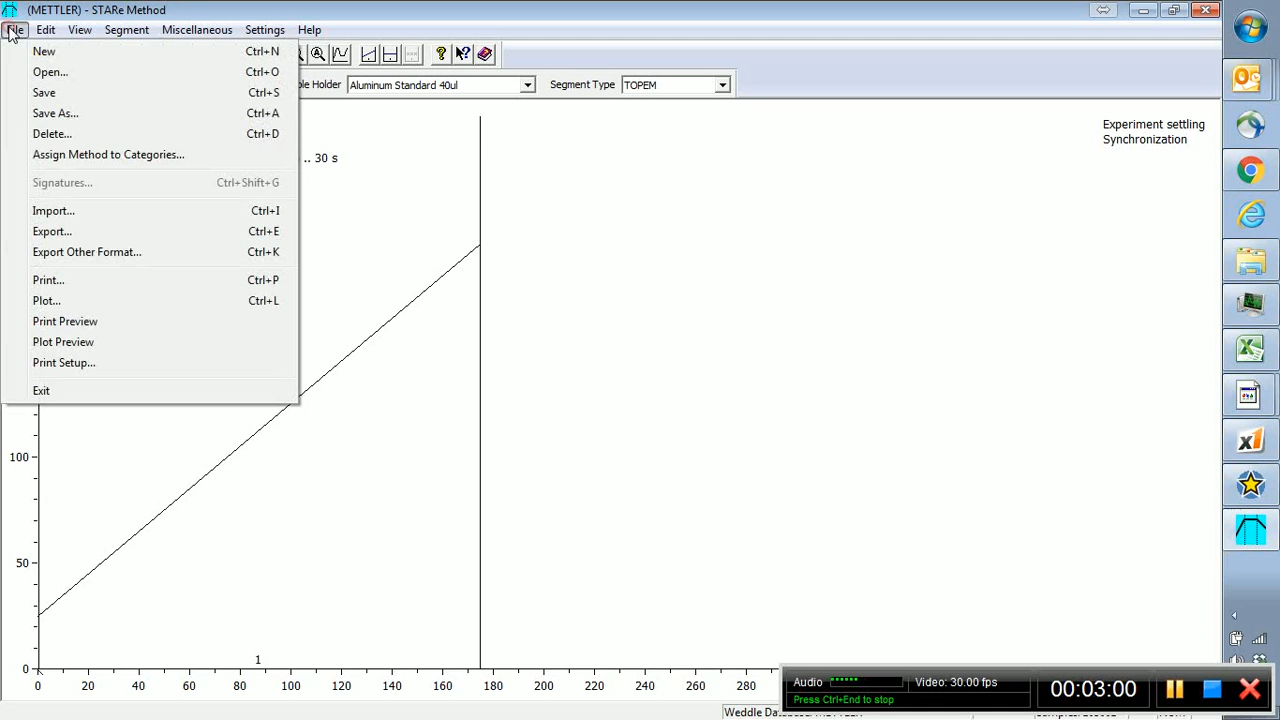 (METTLER) - STARe Method
File Edit View Segment Miscellaneous Settings Help
New Ctrl+N
Open... Ctrl+O
Save Ctrl+S
Save As... Ctrl+A
Delete... Ctrl+D
Assign Method to Categories...
Signatures... Ctrl+Shift+G
Import... Ctrl+I
Export... Ctrl+E
Export Other Format... Ctrl+K
Print... Ctrl+P
Plot... Ctrl+L
Print Preview
Plot Preview
Print Setup...
Exit
Holder Aluminum Standard 40ul Segment Type TOPEM
Experiment settling
Synchronization
.. 30 s
100
50
0
1
0 20 40 60 80 100 120 140 160 180 200 220 240 260 280
Audio Video: 30.00 fps
Press Ctrl+End to stop
00:03:00